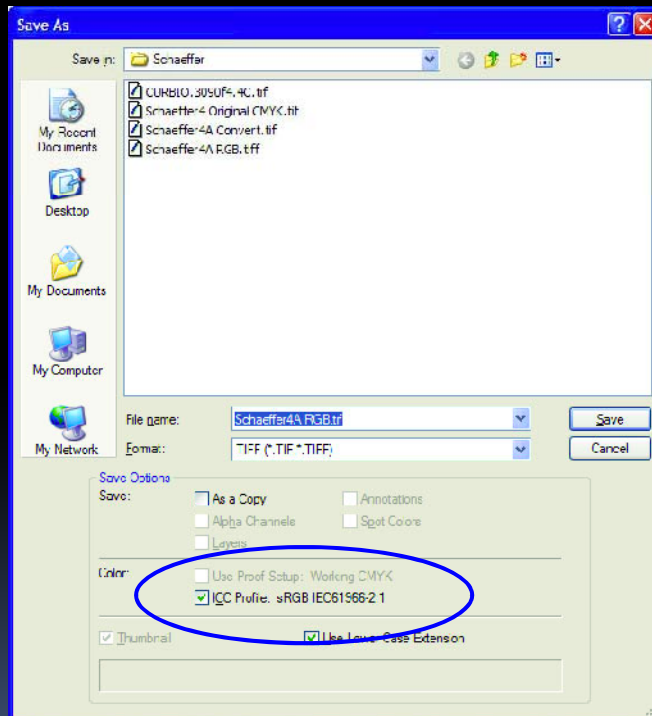 Save As
Save in: Schaeffer
CURBIO.3090f4.4C.tif
Schaeffer4 Original CMYK.tif
Schaeffer4A Convert.tif
Schaeffer4A RGB.tiff
My Recent
Documents
Desktop
My Documents
My Computer
My Network
File name: Schaeffer4A RGB.tif
Save
Format: TIFF (*.TIF;*.TIFF)
Cancel
Save Options
Save: As a Copy Annotations
Alpha Channels Spot Colors
Layers
Color: Use Proof Setup: Working CMYK
ICC Profile: sRGB IEC61966-2.1
Thumbnail Use Lower Case Extension